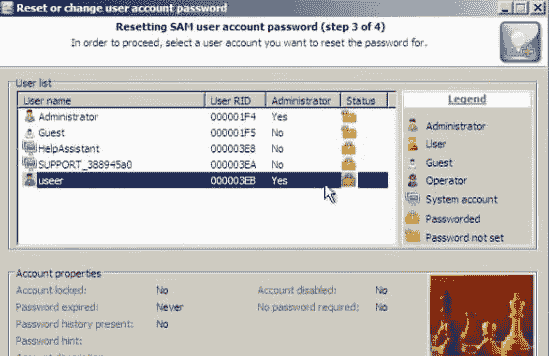 Reset or change user account password
Resetting SAM user account password (step 3 of 4)
In order to proceed, select a user account you want to reset the password for.
User list
User name User RID Administrator Status
Administrator 000001F4 Yes
Guest 000001F5 No
HelpAssistant 000003E8 No
SUPPORT_388945a0 000003EA No
useer 000003EB Yes
Legend
Administrator
User
Guest
Operator
System account
Passworded
Password not set
Account properties
Account locked: No Account disabled: No
Password expired: Never No password required: No
Password history present: No
Password hint: